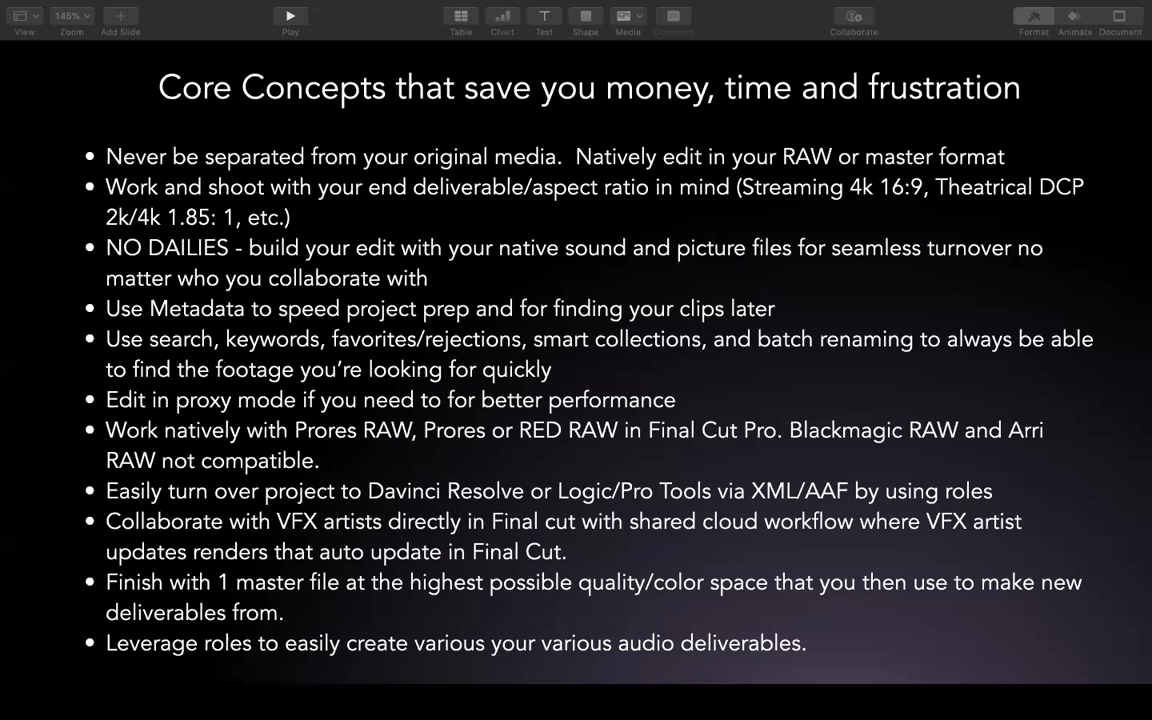 145%
View
Zoom
Add Slide
Play
Table
Chart
Text
Shape
Media
Comment
Collaborate
Format
Animate
Document
Core Concepts that save you money, time and frustration
• Never be separated from your original media.  Natively edit in your RAW or master format
• Work and shoot with your end deliverable/aspect ratio in mind (Streaming 4k 16:9, Theatrical DCP
2k/4k 1.85: 1, etc.)
• NO DAILIES - build your edit with your native sound and picture files for seamless turnover no
matter who you collaborate with
• Use Metadata to speed project prep and for finding your clips later
• Use search, keywords, favorites/rejections, smart collections, and batch renaming to always be able
to find the footage you’re looking for quickly
• Edit in proxy mode if you need to for better performance
• Work natively with Prores RAW, Prores or RED RAW in Final Cut Pro. Blackmagic RAW and Arri
RAW not compatible.
• Easily turn over project to Davinci Resolve or Logic/Pro Tools via XML/AAF by using roles
• Collaborate with VFX artists directly in Final cut with shared cloud workflow where VFX artist
updates renders that auto update in Final Cut.
• Finish with 1 master file at the highest possible quality/color space that you then use to make new
deliverables from.
• Leverage roles to easily create various your various audio deliverables.